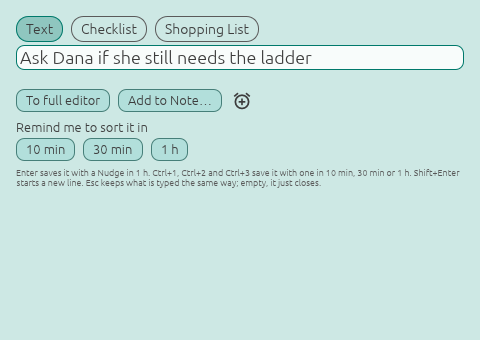 Text Checklist Shopping List
Ask Dana if she still needs the ladder
To full editor Add to Note...
Remind me to sort it in
10 min 30 min 1 h
Enter saves it with a Nudge in 1 h. Ctrl+1, Ctrl+2 and Ctrl+3 save it with one in 10 min, 30 min or 1 h. Shift+Enter
starts a new line. Esc keeps what is typed the same way; empty, it just closes.